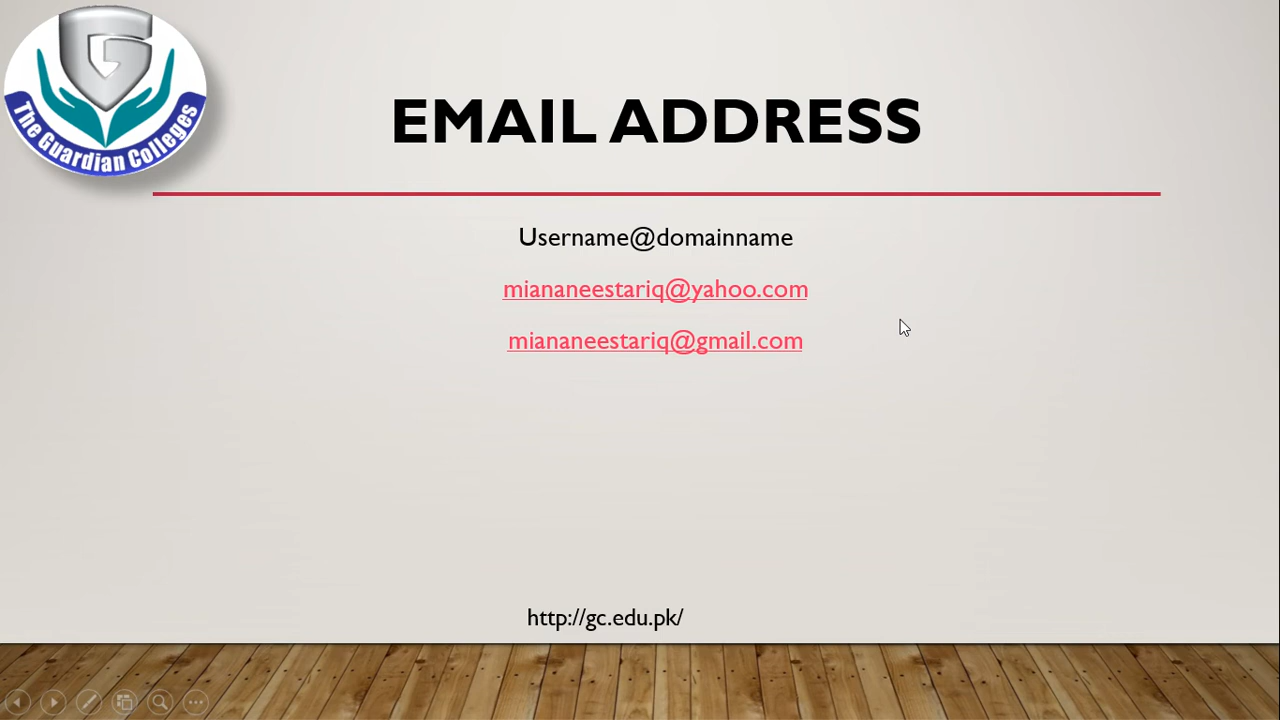 G
The Guardian Colleges
EMAIL ADDRESS
Username@domainname
miananeestariq@yahoo.com
miananeestariq@gmail.com
http://gc.edu.pk/